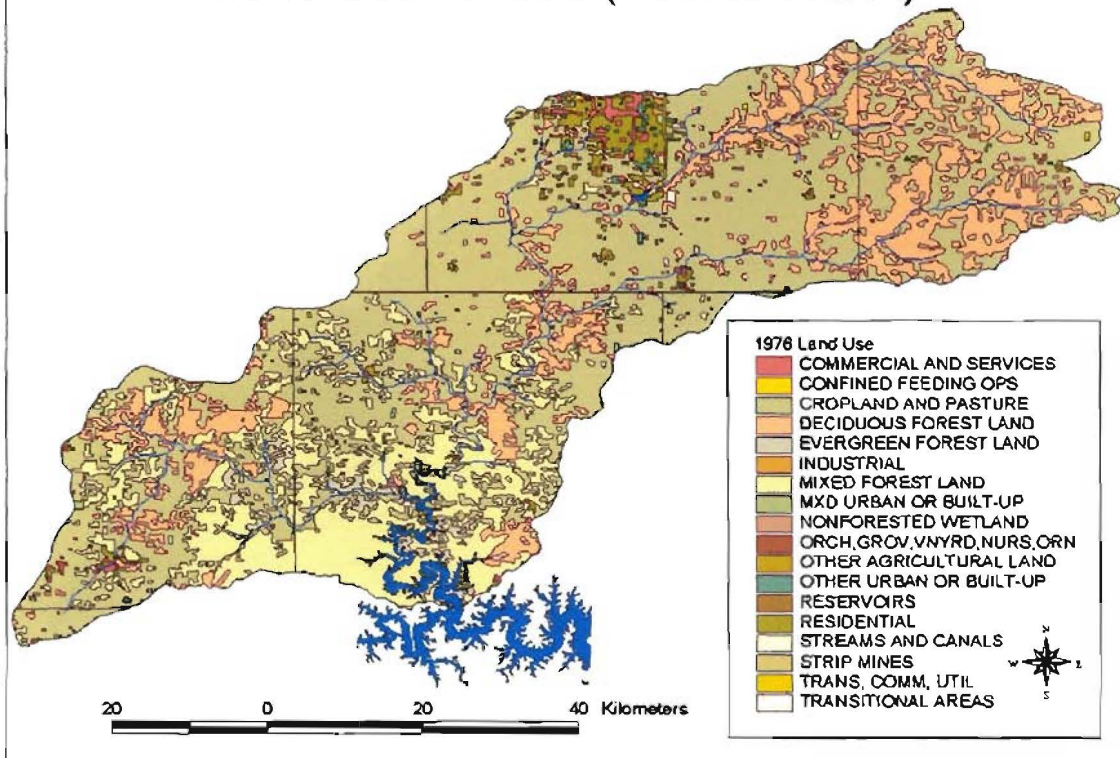 1976 Land Use
COMMERCIAL AND SERVICES
CONFINED FEEDING OPS
CROPLAND AND PASTURE
DECIDUOUS FOREST LAND
EVERGREEN FOREST LAND
INDUSTRIAL
MIXED FOREST LAND
MXD URBAN OR BUILT-UP
NONFORESTED WETLAND
ORCH,GROV,VNYRD,NURS,ORN
OTHER AGRICULTURAL LAND
OTHER URBAN OR BUILT-UP
RESERVOIRS
RESIDENTIAL
STREAMS AND CANALS
STRIP MINES
TRANS, COMM, UTIL
TRANSITIONAL AREAS
N
W E
S
20 0 20 40 Kilometers